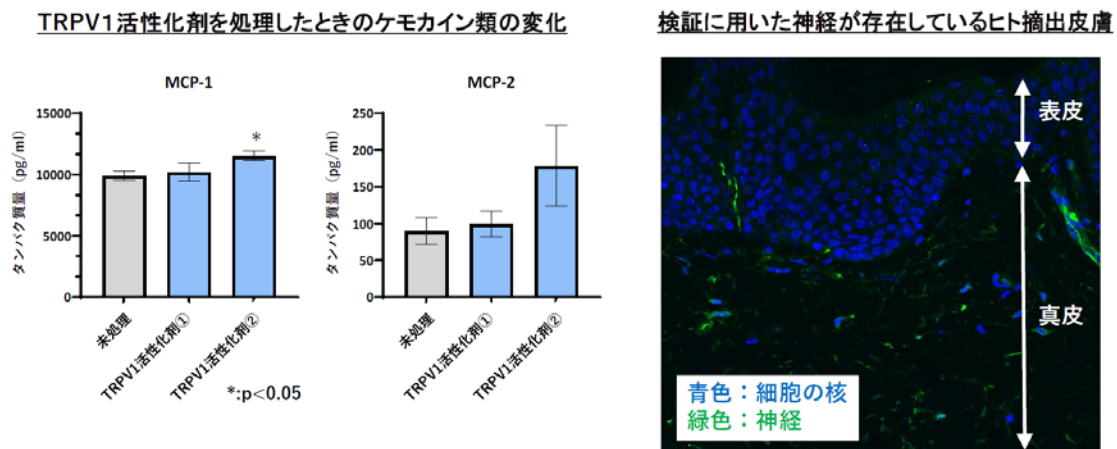 TRPV1活性化剤を処理したときのケモカイン類の変化
MCP-1
タンパク質量 (pg/ml)
15000
10000
5000
0
*
未処理
TRPV1活性化剤①
TRPV1活性化剤②
*:p<0.05
MCP-2
タンパク質量 (pg/ml)
250
200
150
100
50
0
未処理
TRPV1活性化剤①
TRPV1活性化剤②
検証に用いた神経が存在しているヒト摘出皮膚
表皮
真皮
青色：細胞の核
緑色：神経